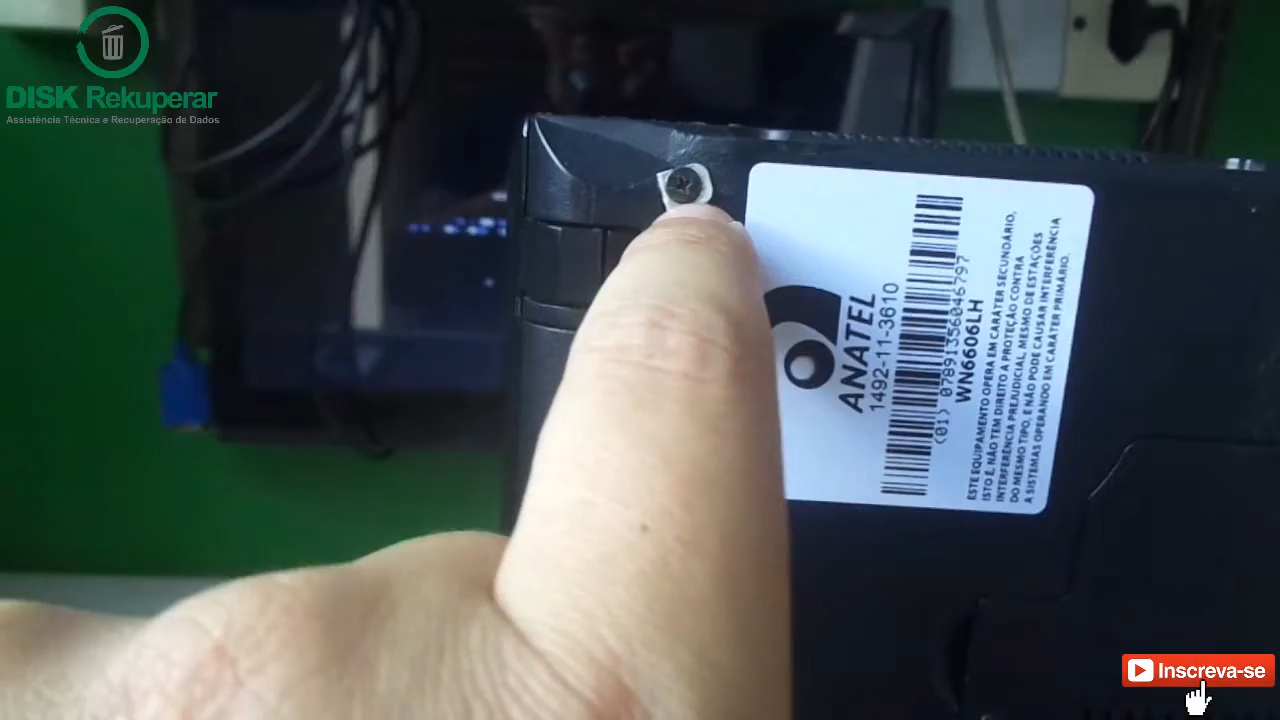 DISK Rekuperar
Assistência Técnica e Recuperação de Dados
ANATEL
1492-11-3610
(01) 07891356046797
WN6606LH
ESTE EQUIPAMENTO OPERA EM CARÁTER SECUNDÁRIO,
ISTO É, NÃO TEM DIREITO A PROTEÇÃO CONTRA
INTERFERÊNCIA PREJUDICIAL, MESMO DE ESTAÇÕES
DO MESMO TIPO, E NÃO PODE CAUSAR INTERFERÊNCIA
A SISTEMAS OPERANDO EM CARÁTER PRIMÁRIO.
Inscreva-se